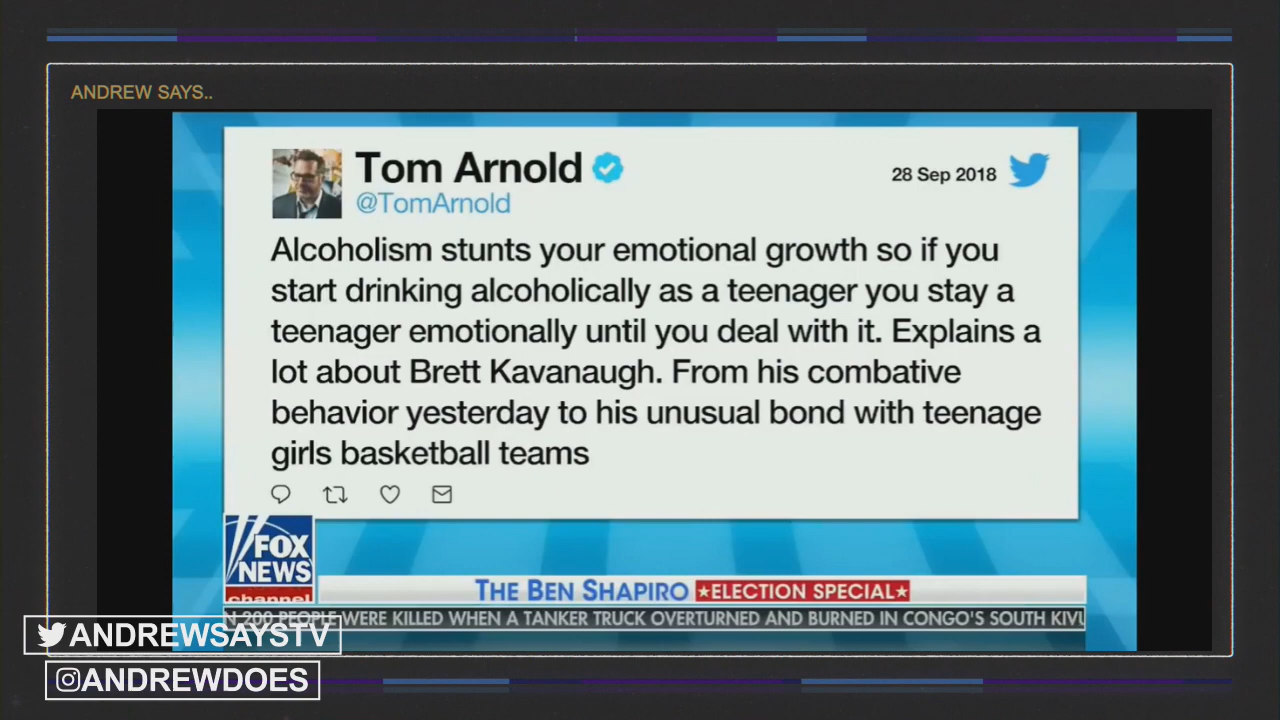 ANDREW SAYS..
Tom Arnold
@TomArnold
28 Sep 2018
Alcoholism stunts your emotional growth so if you
start drinking alcoholically as a teenager you stay a
teenager emotionally until you deal with it. Explains a
lot about Brett Kavanaugh. From his combative
behavior yesterday to his unusual bond with teenage
girls basketball teams
FOX
NEWS
channel
THE BEN SHAPIRO ★ELECTION SPECIAL★
N 200 PEOPLE WERE KILLED WHEN A TANKER TRUCK OVERTURNED AND BURNED IN CONGO'S SOUTH KIVU
ANDREWSAYSTV
ANDREWDOES